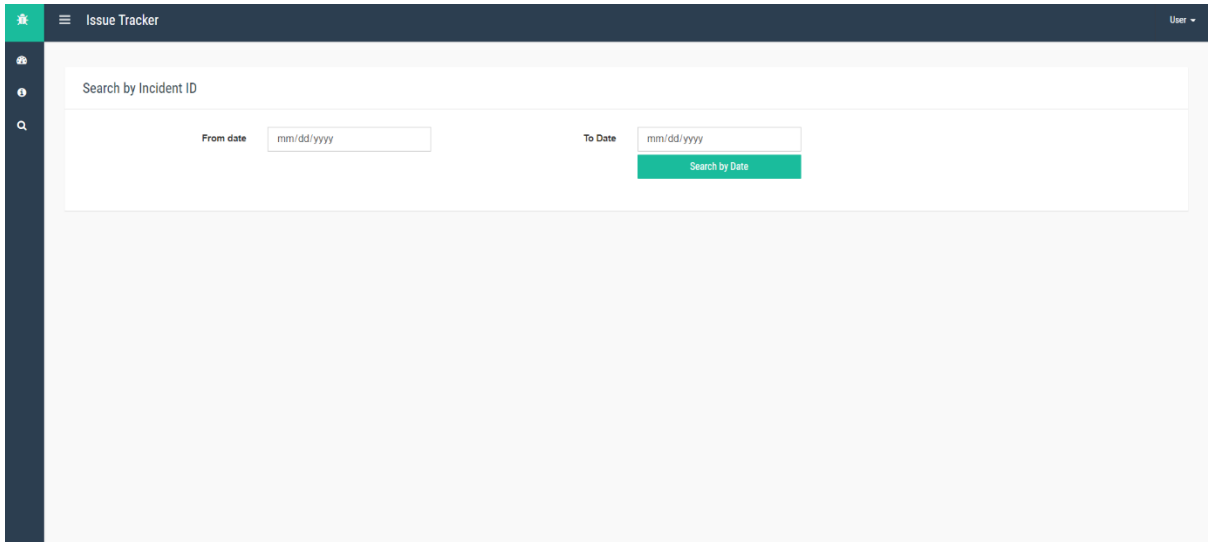 Issue Tracker
User
Search by Incident ID
From date mm/dd/yyyy To Date mm/dd/yyyy
Search by Date